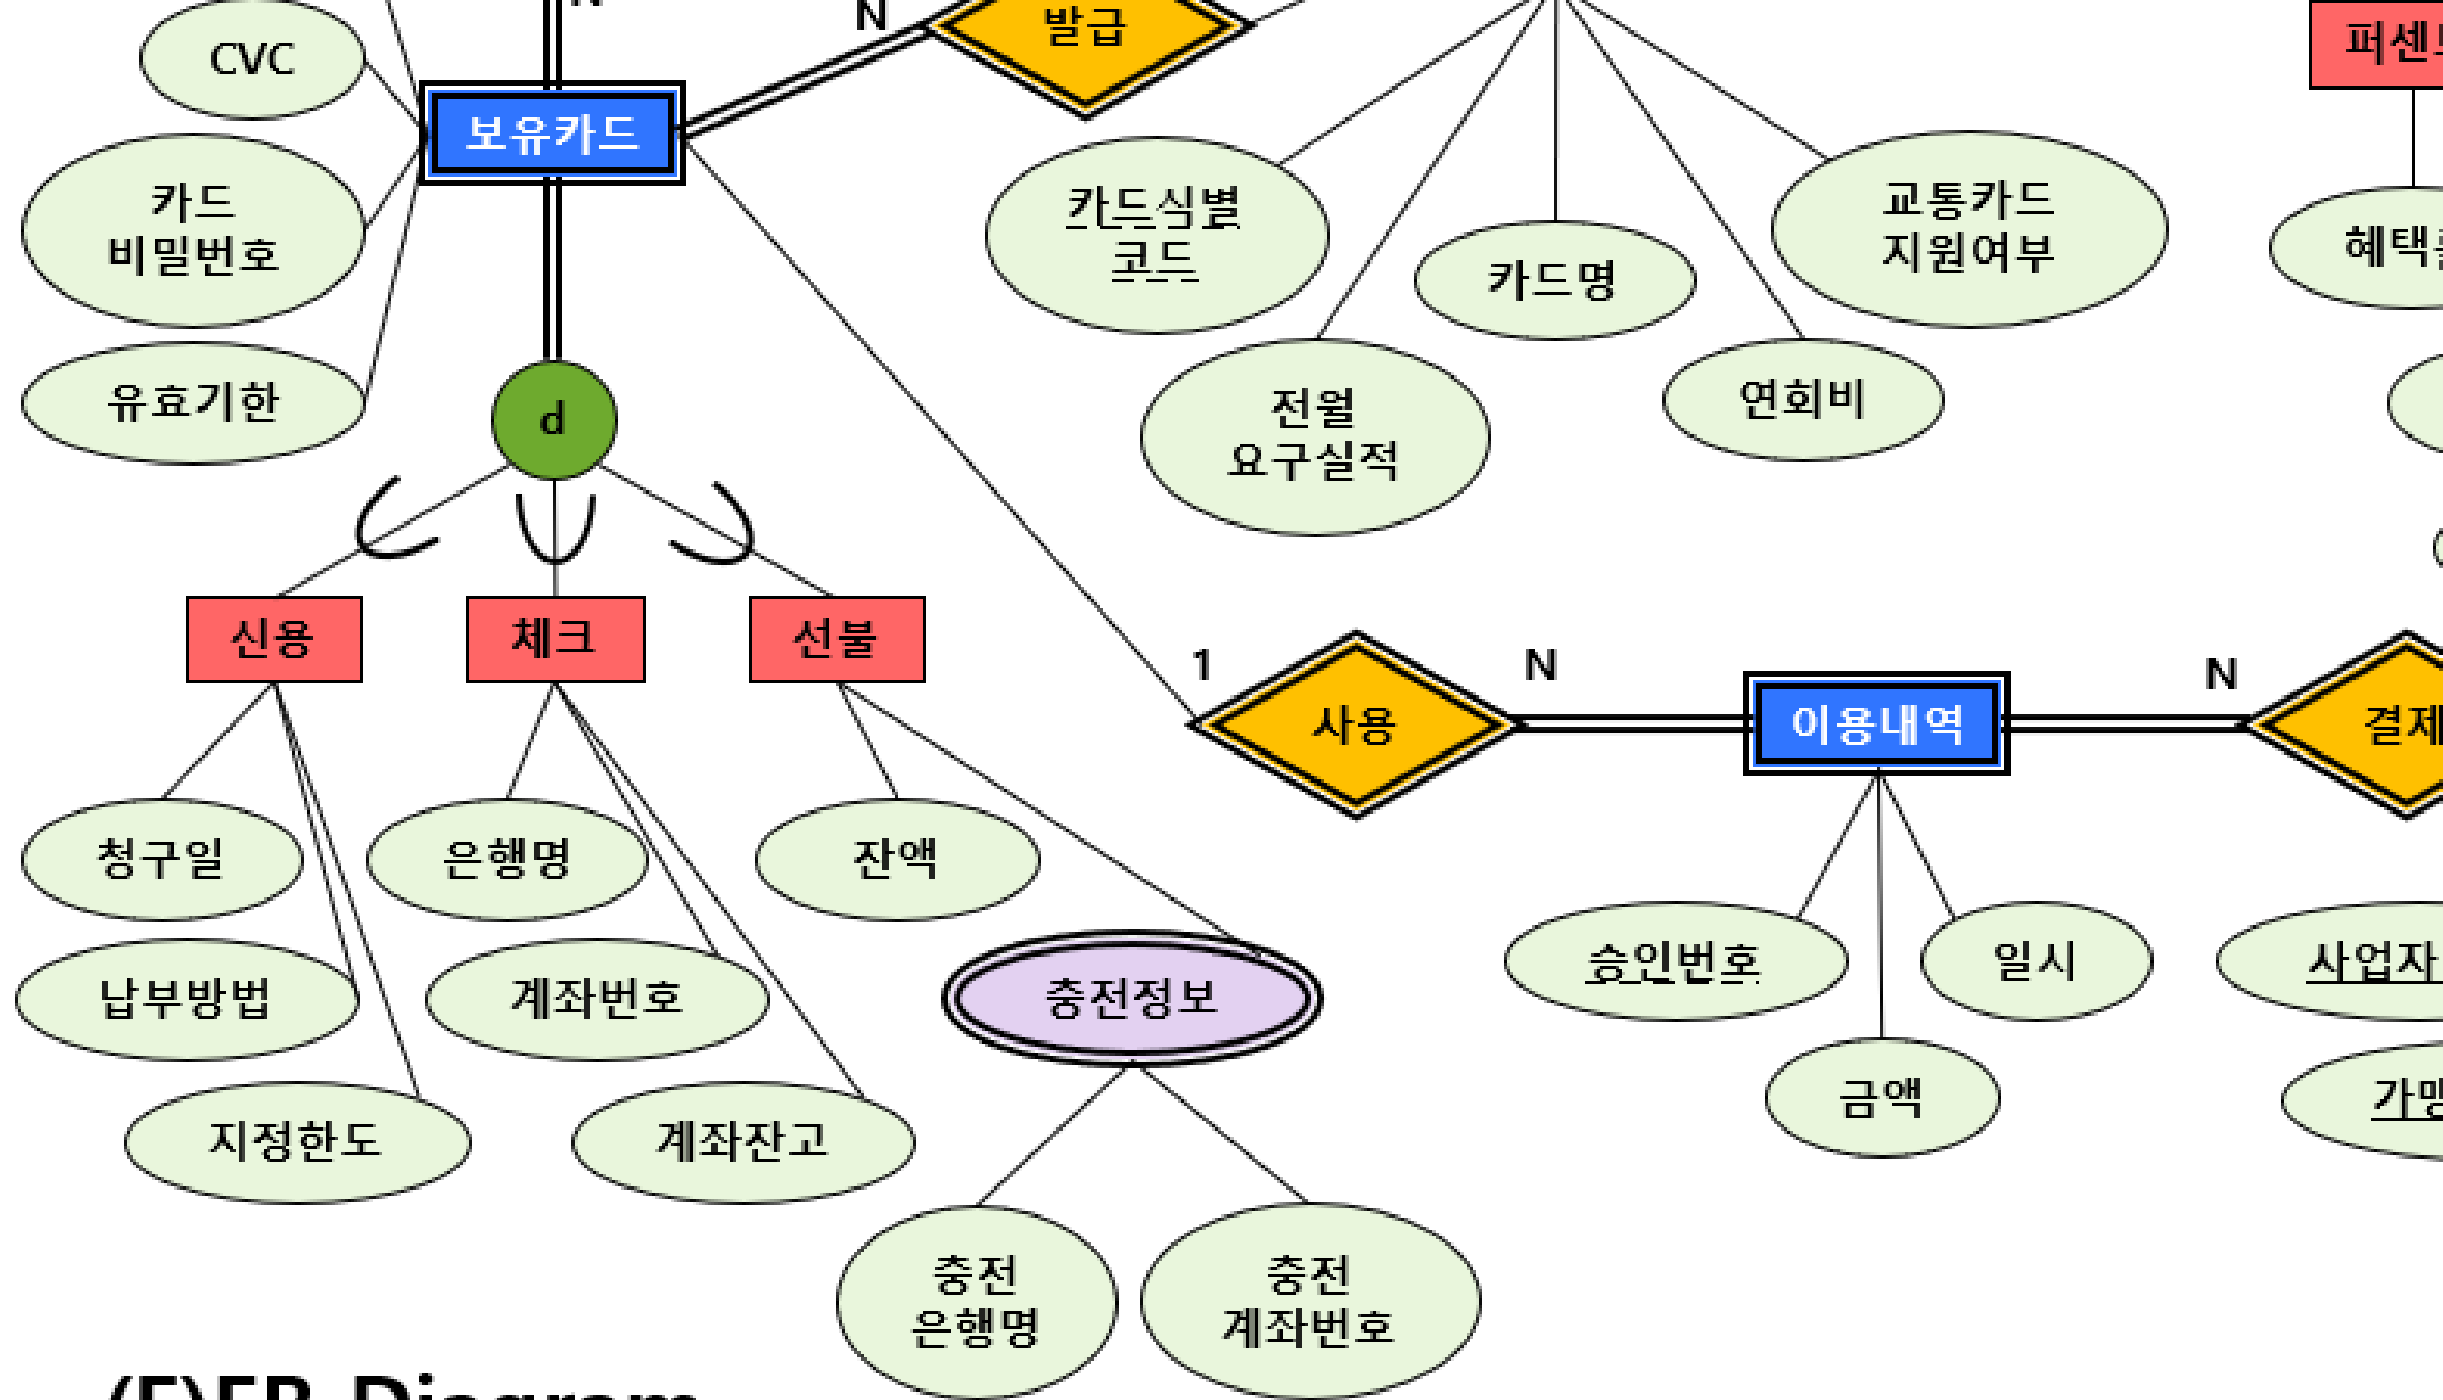 N
N
발급
CVC
보유카드
카드
비밀번호
유효기한
d
카드식별
코드
전월
요구실적
카드명
연회비
교통카드
지원여부
신용
체크
선불
1
사용
N
이용내역
N
결제
청구일
은행명
잔액
납부방법
계좌번호
충전정보
지정한도
계좌잔고
승인번호
일시
사업자
금액
충전
은행명
충전
계좌번호
(E)ER Diagram